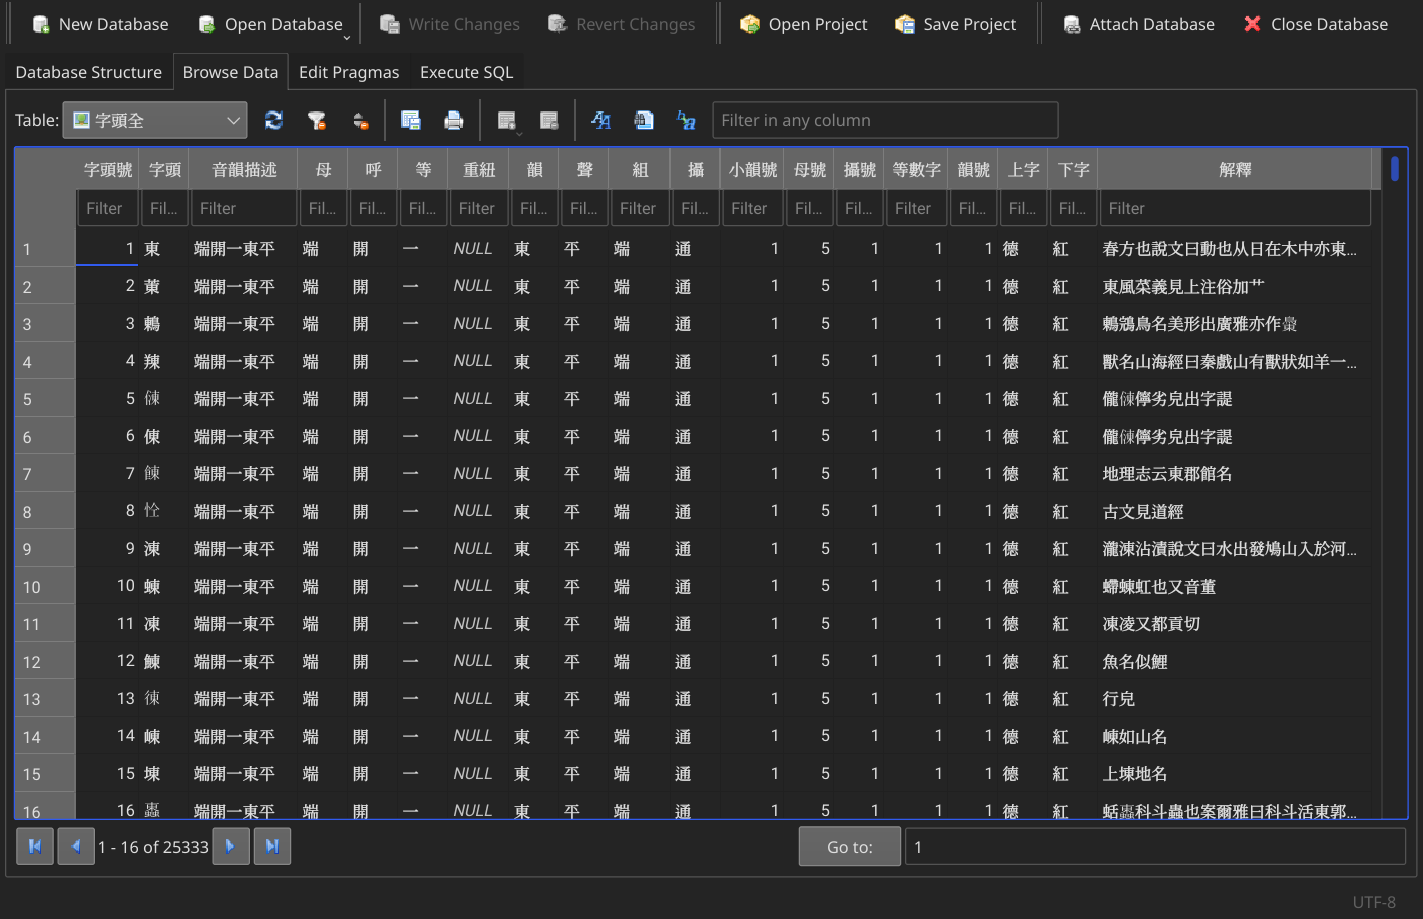 New Database Open Database Write Changes Revert Changes Open Project Save Project Attach Database Close Database
Database Structure Browse Data Edit Pragmas Execute SQL
Table: 字頭全 Filter in any column
字頭號 字頭 音韻描述 母 呼 等 重紐 韻 聲 組 攝 小韻號 母號 攝號 等數字 韻號 上字 下字 解釋
Filter Fil... Filter Fil... Fil... Fil... Filter Fil... Fil... Filter Fil... Filter Fil... Fil... Filter Fil... Fil... Fil... Filter
1 1 東 端開一東平 端 開 一 NULL 東 平 端 通 1 5 1 1 1 德 紅 春方也說文曰動也从日在木中亦東...
2 2 菄 端開一東平 端 開 一 NULL 東 平 端 通 1 5 1 1 1 德 紅 東風菜義見上注俗加艹
3 3 鶇 端開一東平 端 開 一 NULL 東 平 端 通 1 5 1 1 1 德 紅 鶇鵍鳥名美形出廣雅亦作
4 4 䍶 端開一東平 端 開 一 NULL 東 平 端 通 1 5 1 1 1 德 紅 獸名山海經曰秦戲山有獸狀如羊一...
5 5 𠍀 端開一東平 端 開 一 NULL 東 平 端 通 1 5 1 1 1 德 紅 儱𠍀儜劣皃出字諟
6 6 倲 端開一東平 端 開 一 NULL 東 平 端 通 1 5 1 1 1 德 紅 儱𠍀儜劣皃出字諟
7 7 𩜍 端開一東平 端 開 一 NULL 東 平 端 通 1 5 1 1 1 德 紅 地理志云東郡館名
8 8 𢘐 端開一東平 端 開 一 NULL 東 平 端 通 1 5 1 1 1 德 紅 古文見道經
9 9 涷 端開一東平 端 開 一 NULL 東 平 端 通 1 5 1 1 1 德 紅 瀧涷沾漬說文曰水出發鳩山入於河...
10 10 蝀 端開一東平 端 開 一 NULL 東 平 端 通 1 5 1 1 1 德 紅 螮蝀虹也又音董
11 11 凍 端開一東平 端 開 一 NULL 東 平 端 通 1 5 1 1 1 德 紅 凍凌又都貢切
12 12 鯟 端開一東平 端 開 一 NULL 東 平 端 通 1 5 1 1 1 德 紅 魚名似鯉
13 13 𢔅 端開一東平 端 開 一 NULL 東 平 端 通 1 5 1 1 1 德 紅 行皃
14 14 崠 端開一東平 端 開 一 NULL 東 平 端 通 1 5 1 1 1 德 紅 崠如山名
15 15 埬 端開一東平 端 開 一 NULL 東 平 端 通 1 5 1 1 1 德 紅 上埬地名
16 16 𧓕 端開一東平 端 開 一 NULL 東 平 端 通 1 5 1 1 1 德 紅 蛞𧓕科斗蟲也案爾雅曰科斗活東郭...
1 - 16 of 25333 Go to: 1
UTF-8